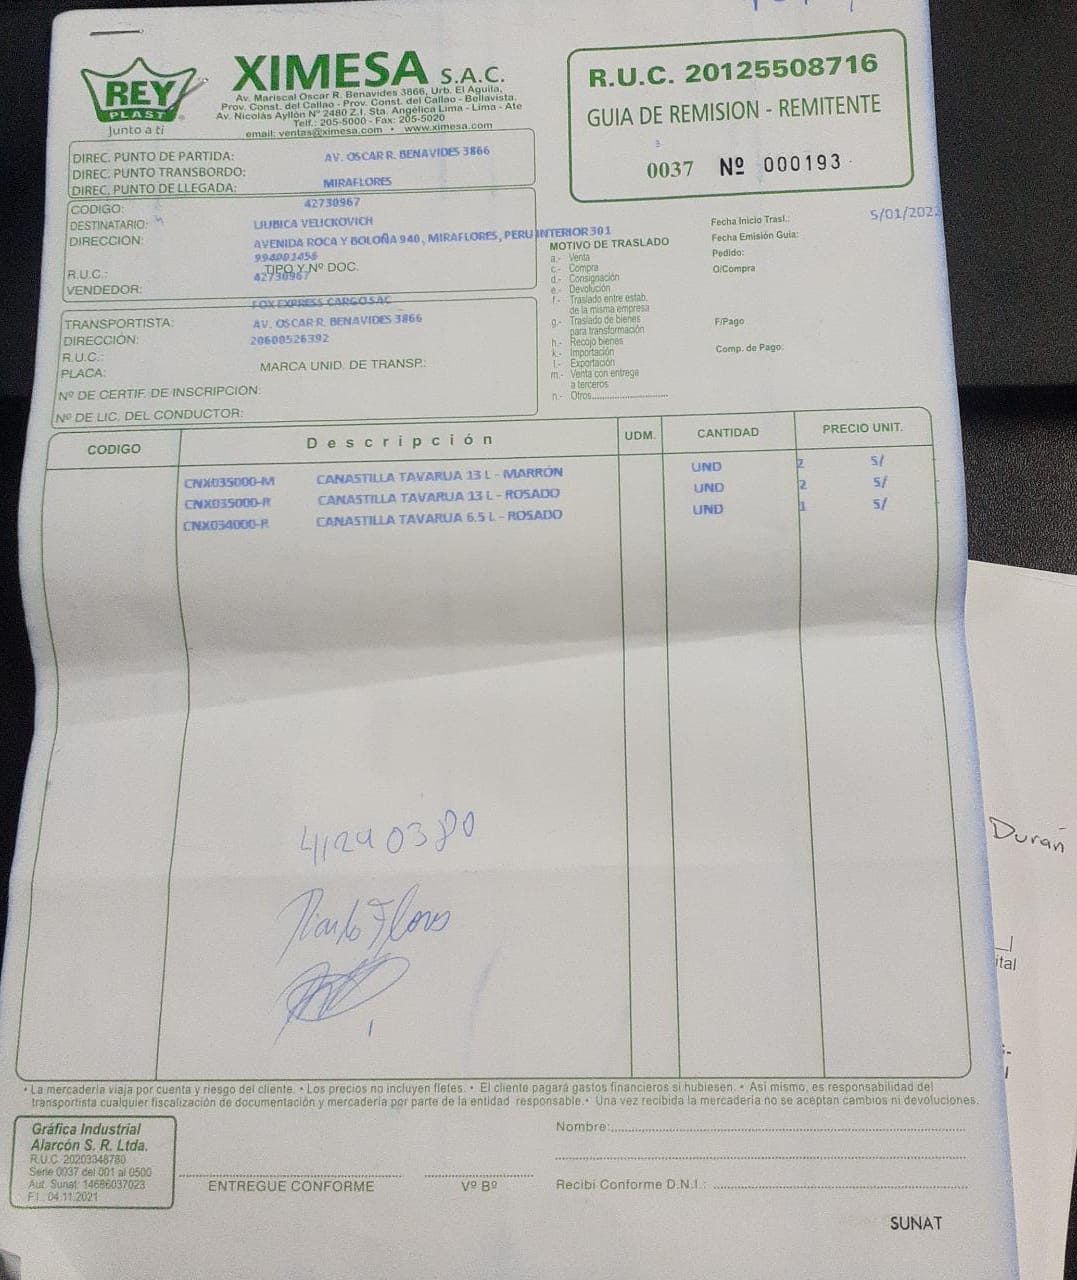 REY
PLAST
Junto a ti
XIMESA S.A.C.
Av. Mariscal Oscar R. Benavides 3866, Urb. El Aguila,
Prov. Const. del Callao - Prov. Const. del Callao - Bellavista.
Av. Nicolás Ayllón Nº 2480 Z.I. Sta. Angélica Lima - Lima - Ate
Telf.: 205-5000 - Fax: 205-5020
email: ventas@ximesa.com • www.ximesa.com
R.U.C. 20125508716
GUIA DE REMISION - REMITENTE
0037 Nº 000193
DIREC. PUNTO DE PARTIDA: AV. OSCAR R. BENAVIDES 3866
DIREC. PUNTO TRANSBORDO:
DIREC. PUNTO DE LLEGADA: MIRAFLORES
CODIGO: 42730967
DESTINATARIO: LIUBICA VELICKOVICH
DIRECCION: AVENIDA ROCA Y BOLOÑA 940, MIRAFLORES, PERU INTERIOR 301
994001456
R.U.C.: 42730967 TIPO Y Nº DOC.
VENDEDOR:
FOX EXPRESS CARGO SAC
TRANSPORTISTA: AV. OSCAR R. BENAVIDES 3866
DIRECCIÓN: 20600526392
R.U.C.:
PLACA: MARCA UNID. DE TRANSP.:
Nº DE CERTIF. DE INSCRIPCION:
Nº DE LIC. DEL CONDUCTOR:
MOTIVO DE TRASLADO
a.- Venta
c.- Compra
d.- Consignación
e.- Devolución
f.- Traslado entre estab.
de la misma empresa
g.- Traslado de bienes
para transformación
h.- Recojo bienes
k.- Importación
l.- Exportación
m.- Venta con entrega
a terceros
n.- Otros
Fecha Inicio Trasl.: 5/01/2022
Fecha Emisión Guía:
Pedido:
O/Compra
F/Pago
Comp. de Pago:
CODIGO Descripción UDM. CANTIDAD PRECIO UNIT.
CNX035000-M CANASTILLA TAVARUA 13 L - MARRÓN UND 2 S/
CNX035000-R CANASTILLA TAVARUA 13 L - ROSADO UND 2 S/
CNX034000-R CANASTILLA TAVARUA 6.5 L - ROSADO UND 1 S/
41240380
Flores
Durán
ital
• La mercadería viaja por cuenta y riesgo del cliente. • Los precios no incluyen fletes. • El cliente pagará gastos financieros si hubiesen. • Así mismo, es responsabilidad del
transportista cualquier fiscalización de documentación y mercadería por parte de la entidad responsable.• Una vez recibida la mercadería no se aceptan cambios ni devoluciones.
Gráfica Industrial
Alarcón S. R. Ltda.
R.U.C. 20203348780
Serie 0037 del 001 al 0500
Aut. Sunat: 14686037023
F.I. 04.11.2021
ENTREGUE CONFORME
Vº Bº
Nombre:
Recibí Conforme D.N.I.:
SUNAT